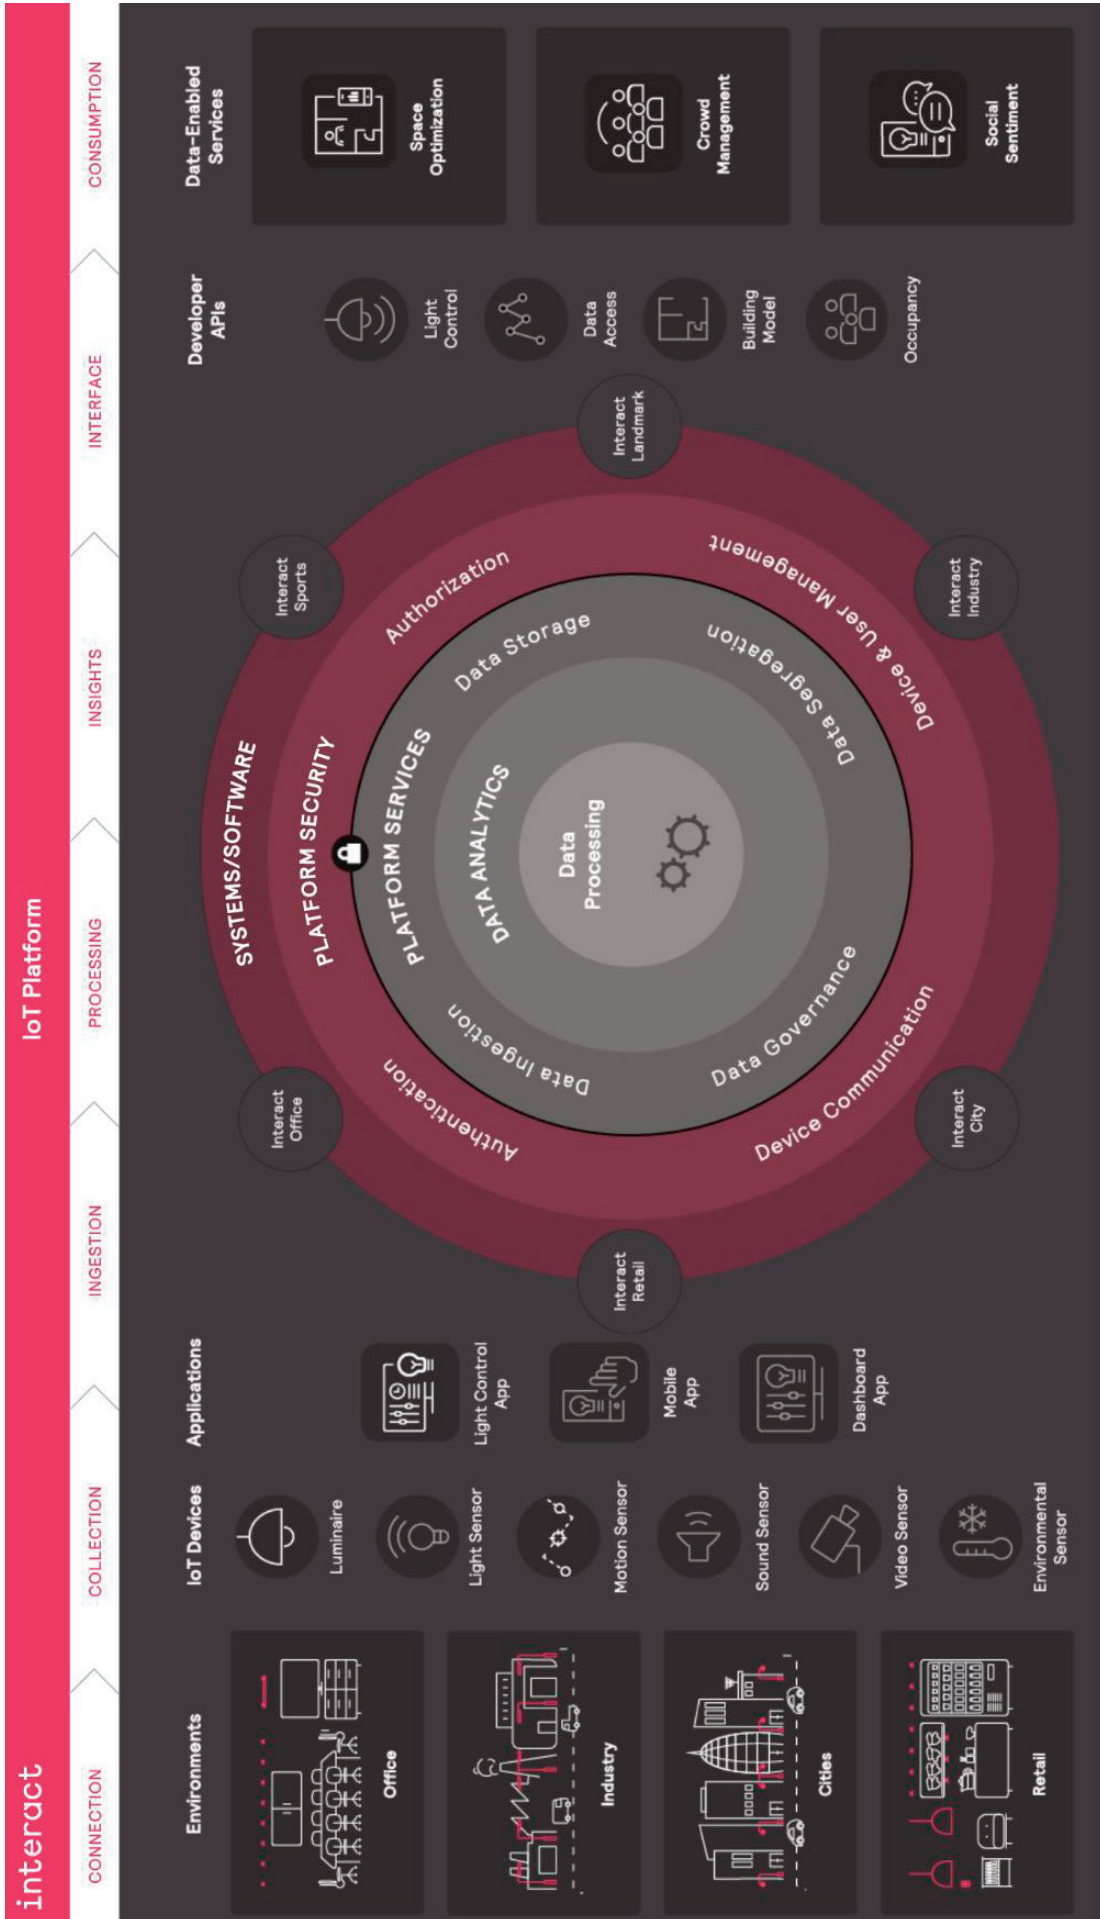 interact
IoT Platform
CONNECTION
COLLECTION
INGESTION
PROCESSING
INSIGHTS
INTERFACE
CONSUMPTION
Environments
Office
Industry
Cities
Retail
IoT Devices
Luminaire
Light Sensor
Motion Sensor
Sound Sensor
Video Sensor
Environmental
Sensor
Applications
Light Control
App
Mobile
App
Dashboard
App
SYSTEMS/SOFTWARE
Interact
Office
Interact
Sports
Interact
Retail
Interact
Landmark
Interact
City
Interact
Industry
PLATFORM SECURITY
Authentication
Authorization
Device Communication
Device & User Management
PLATFORM SERVICES
Data Ingestion
Data Storage
Data Governance
Data Segregation
DATA ANALYTICS
Data
Processing
Developer
APIs
Light
Control
Data
Access
Building
Model
Occupancy
Data-Enabled
Services
Space
Optimization
Crowd
Management
Social
Sentiment